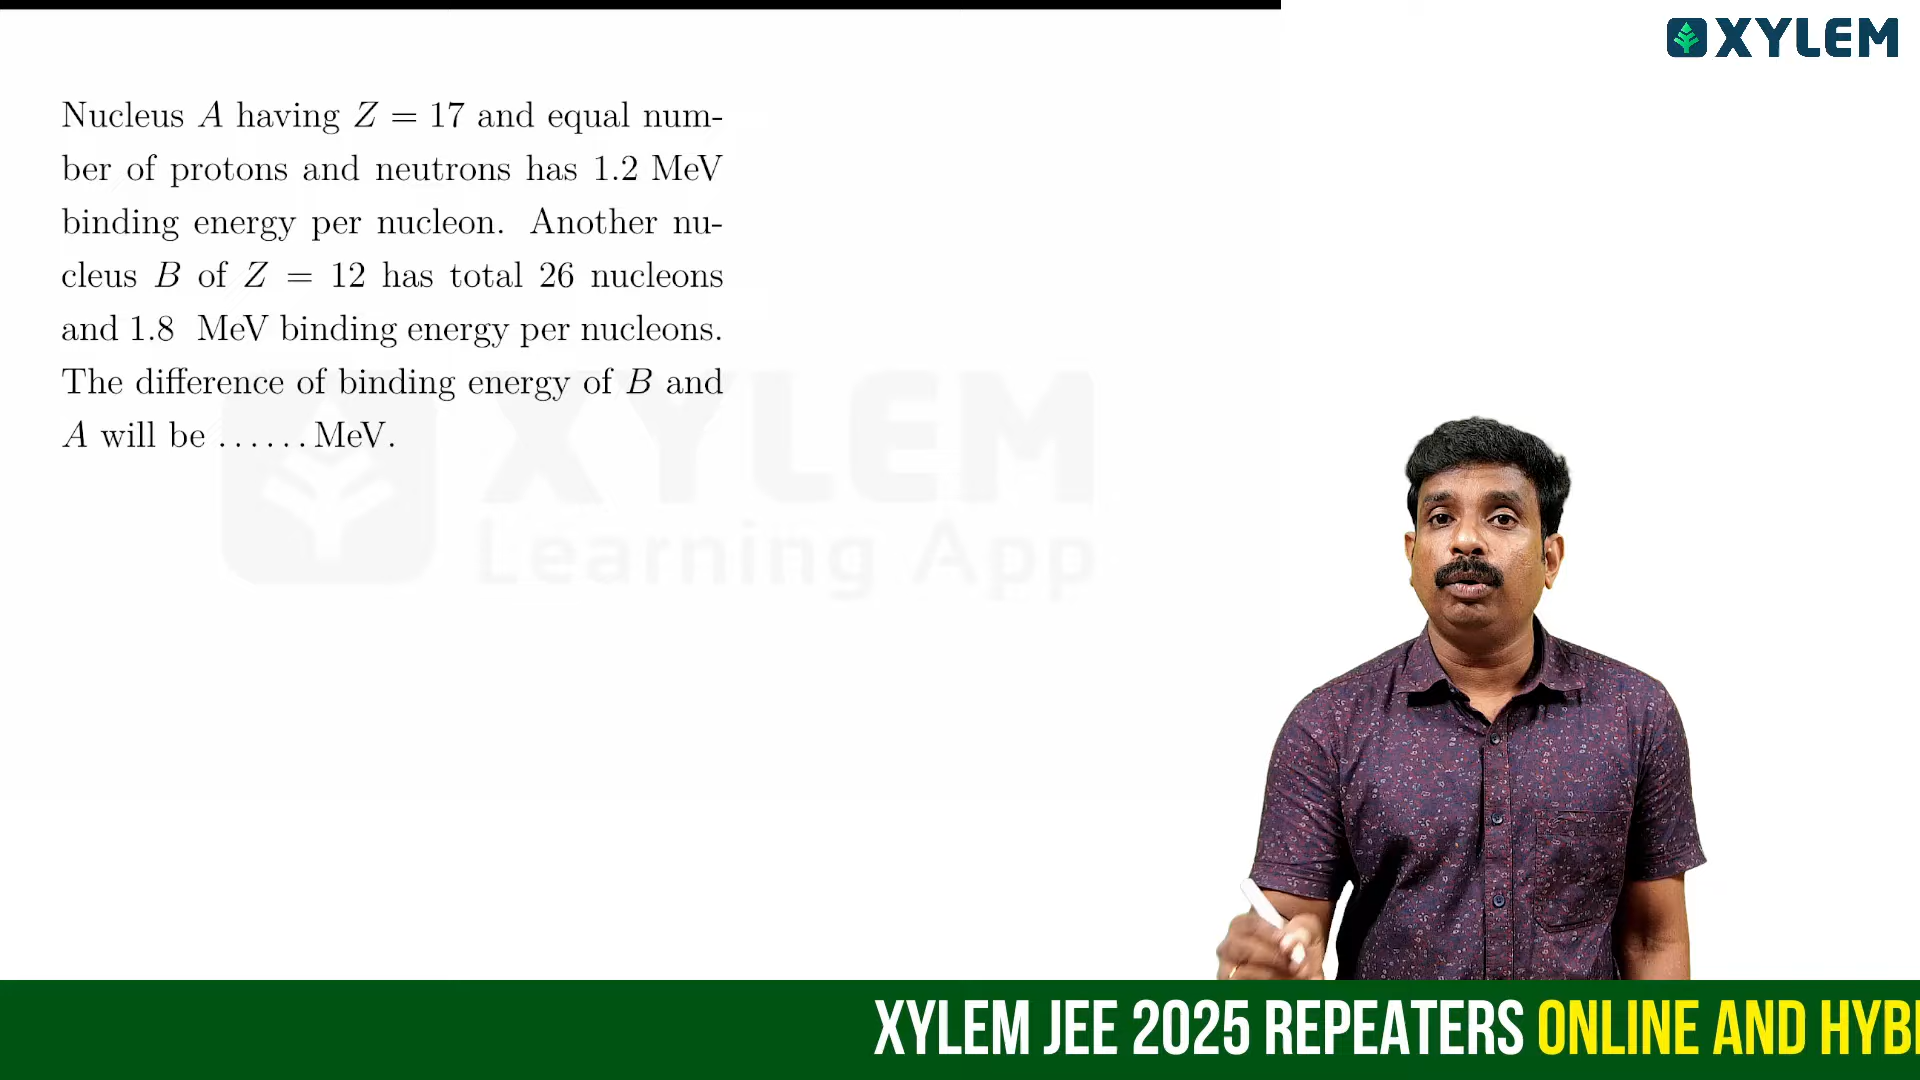 XYLEM
Nucleus A having Z = 17 and equal num-
ber of protons and neutrons has 1.2 MeV
binding energy per nucleon. Another nu-
cleus B of Z = 12 has total 26 nucleons
and 1.8 MeV binding energy per nucleons.
The difference of binding energy of B and
A will be ......MeV.
XYLEM
Learning App
XYLEM JEE 2025 REPEATERS ONLINE AND HYB